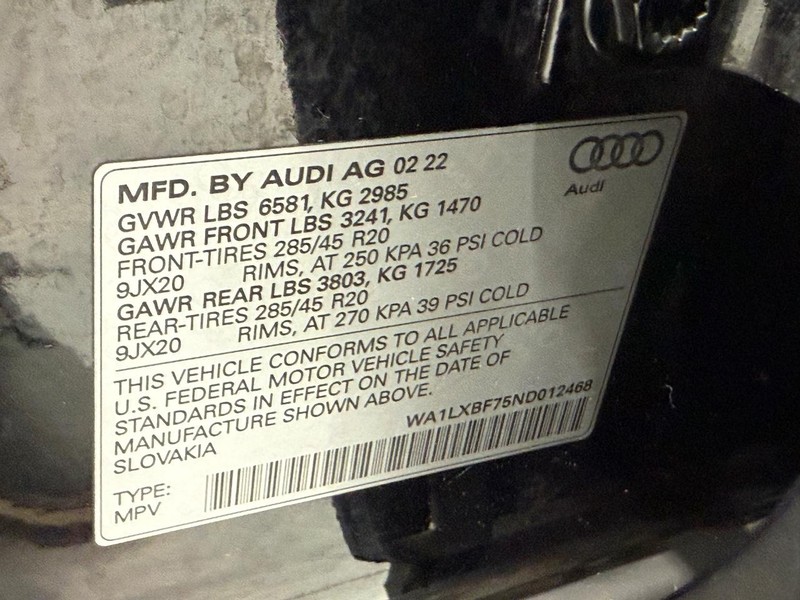 MFD. BY AUDI AG 02 22
Audi
GVWR LBS 6581, KG 2985
GAWR FRONT LBS 3241, KG 1470
FRONT-TIRES 285/45 R20
9JX20 RIMS, AT 250 KPA 36 PSI COLD
GAWR REAR LBS 3803, KG 1725
REAR-TIRES 285/45 R20
9JX20 RIMS, AT 270 KPA 39 PSI COLD
THIS VEHICLE CONFORMS TO ALL APPLICABLE
U.S. FEDERAL MOTOR VEHICLE SAFETY
STANDARDS IN EFFECT ON THE DATE OF
MANUFACTURE SHOWN ABOVE.
SLOVAKIA WA1LXBF75ND012468
TYPE:
MPV